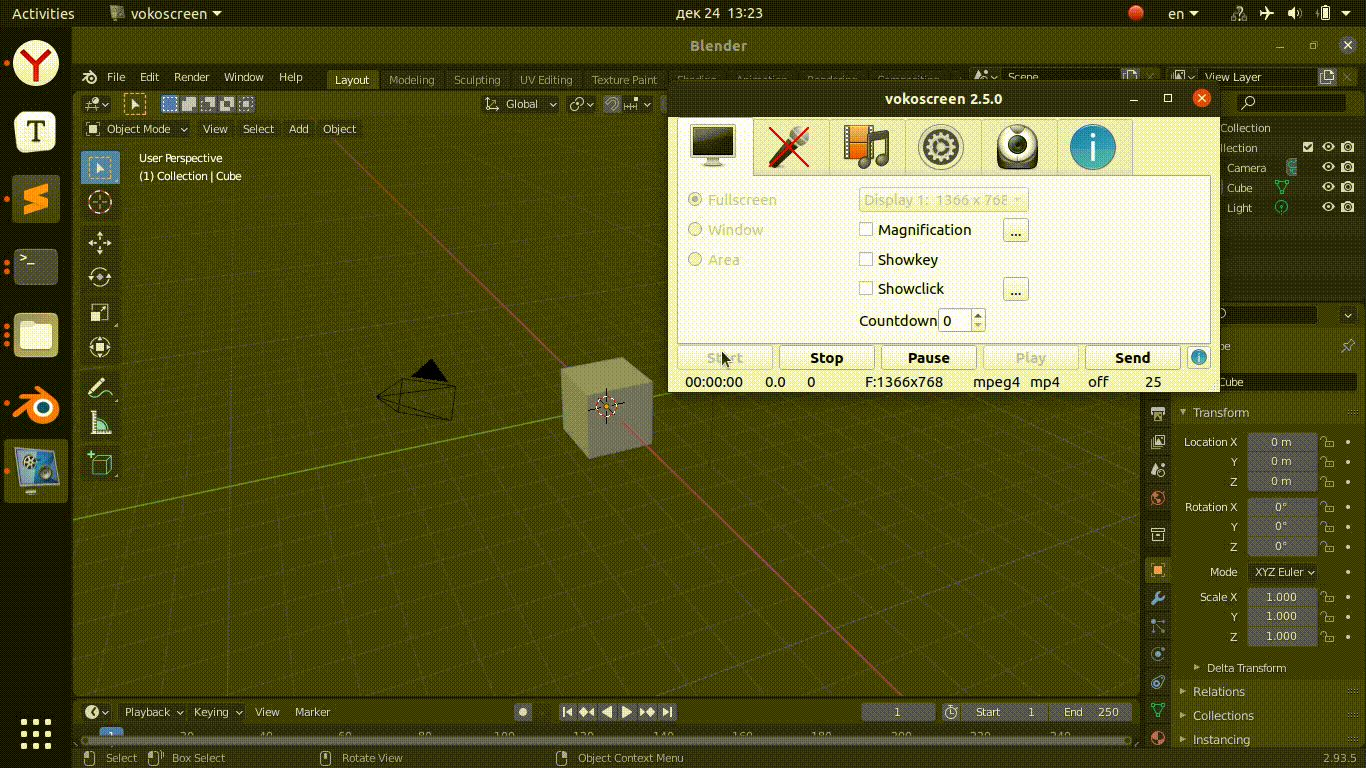 Activities vokoscreen дек 24 13:23 en
Blender
File Edit Render Window Help Layout Modeling Sculpting UV Editing Texture Paint Scene View Layer
vokoscreen 2.5.0
Global
Object Mode View Select Add Object
User Perspective
(1) Collection | Cube
Fullscreen Display 1: 1366 x 768
Window Magnification ...
Area Showkey
Showclick ...
Countdown 0
Start Stop Pause Play Send
00:00:00 0.0 0 F:1366x768 mpeg4 mp4 off 25
Collection
llection
Camera
Cube
Light
Cube
Transform
Location X 0 m
Y 0 m
Z 0 m
Rotation X 0°
Y 0°
Z 0°
Mode XYZ Euler
Scale X 1.000
Y 1.000
Z 1.000
Delta Transform
Relations
Collections
Instancing
Playback Keying View Marker 1 Start 1 End 250
1 20 40 60 80 100 120 140 160 180 200 220 240
Select Box Select Rotate View Object Context Menu 2.93.5